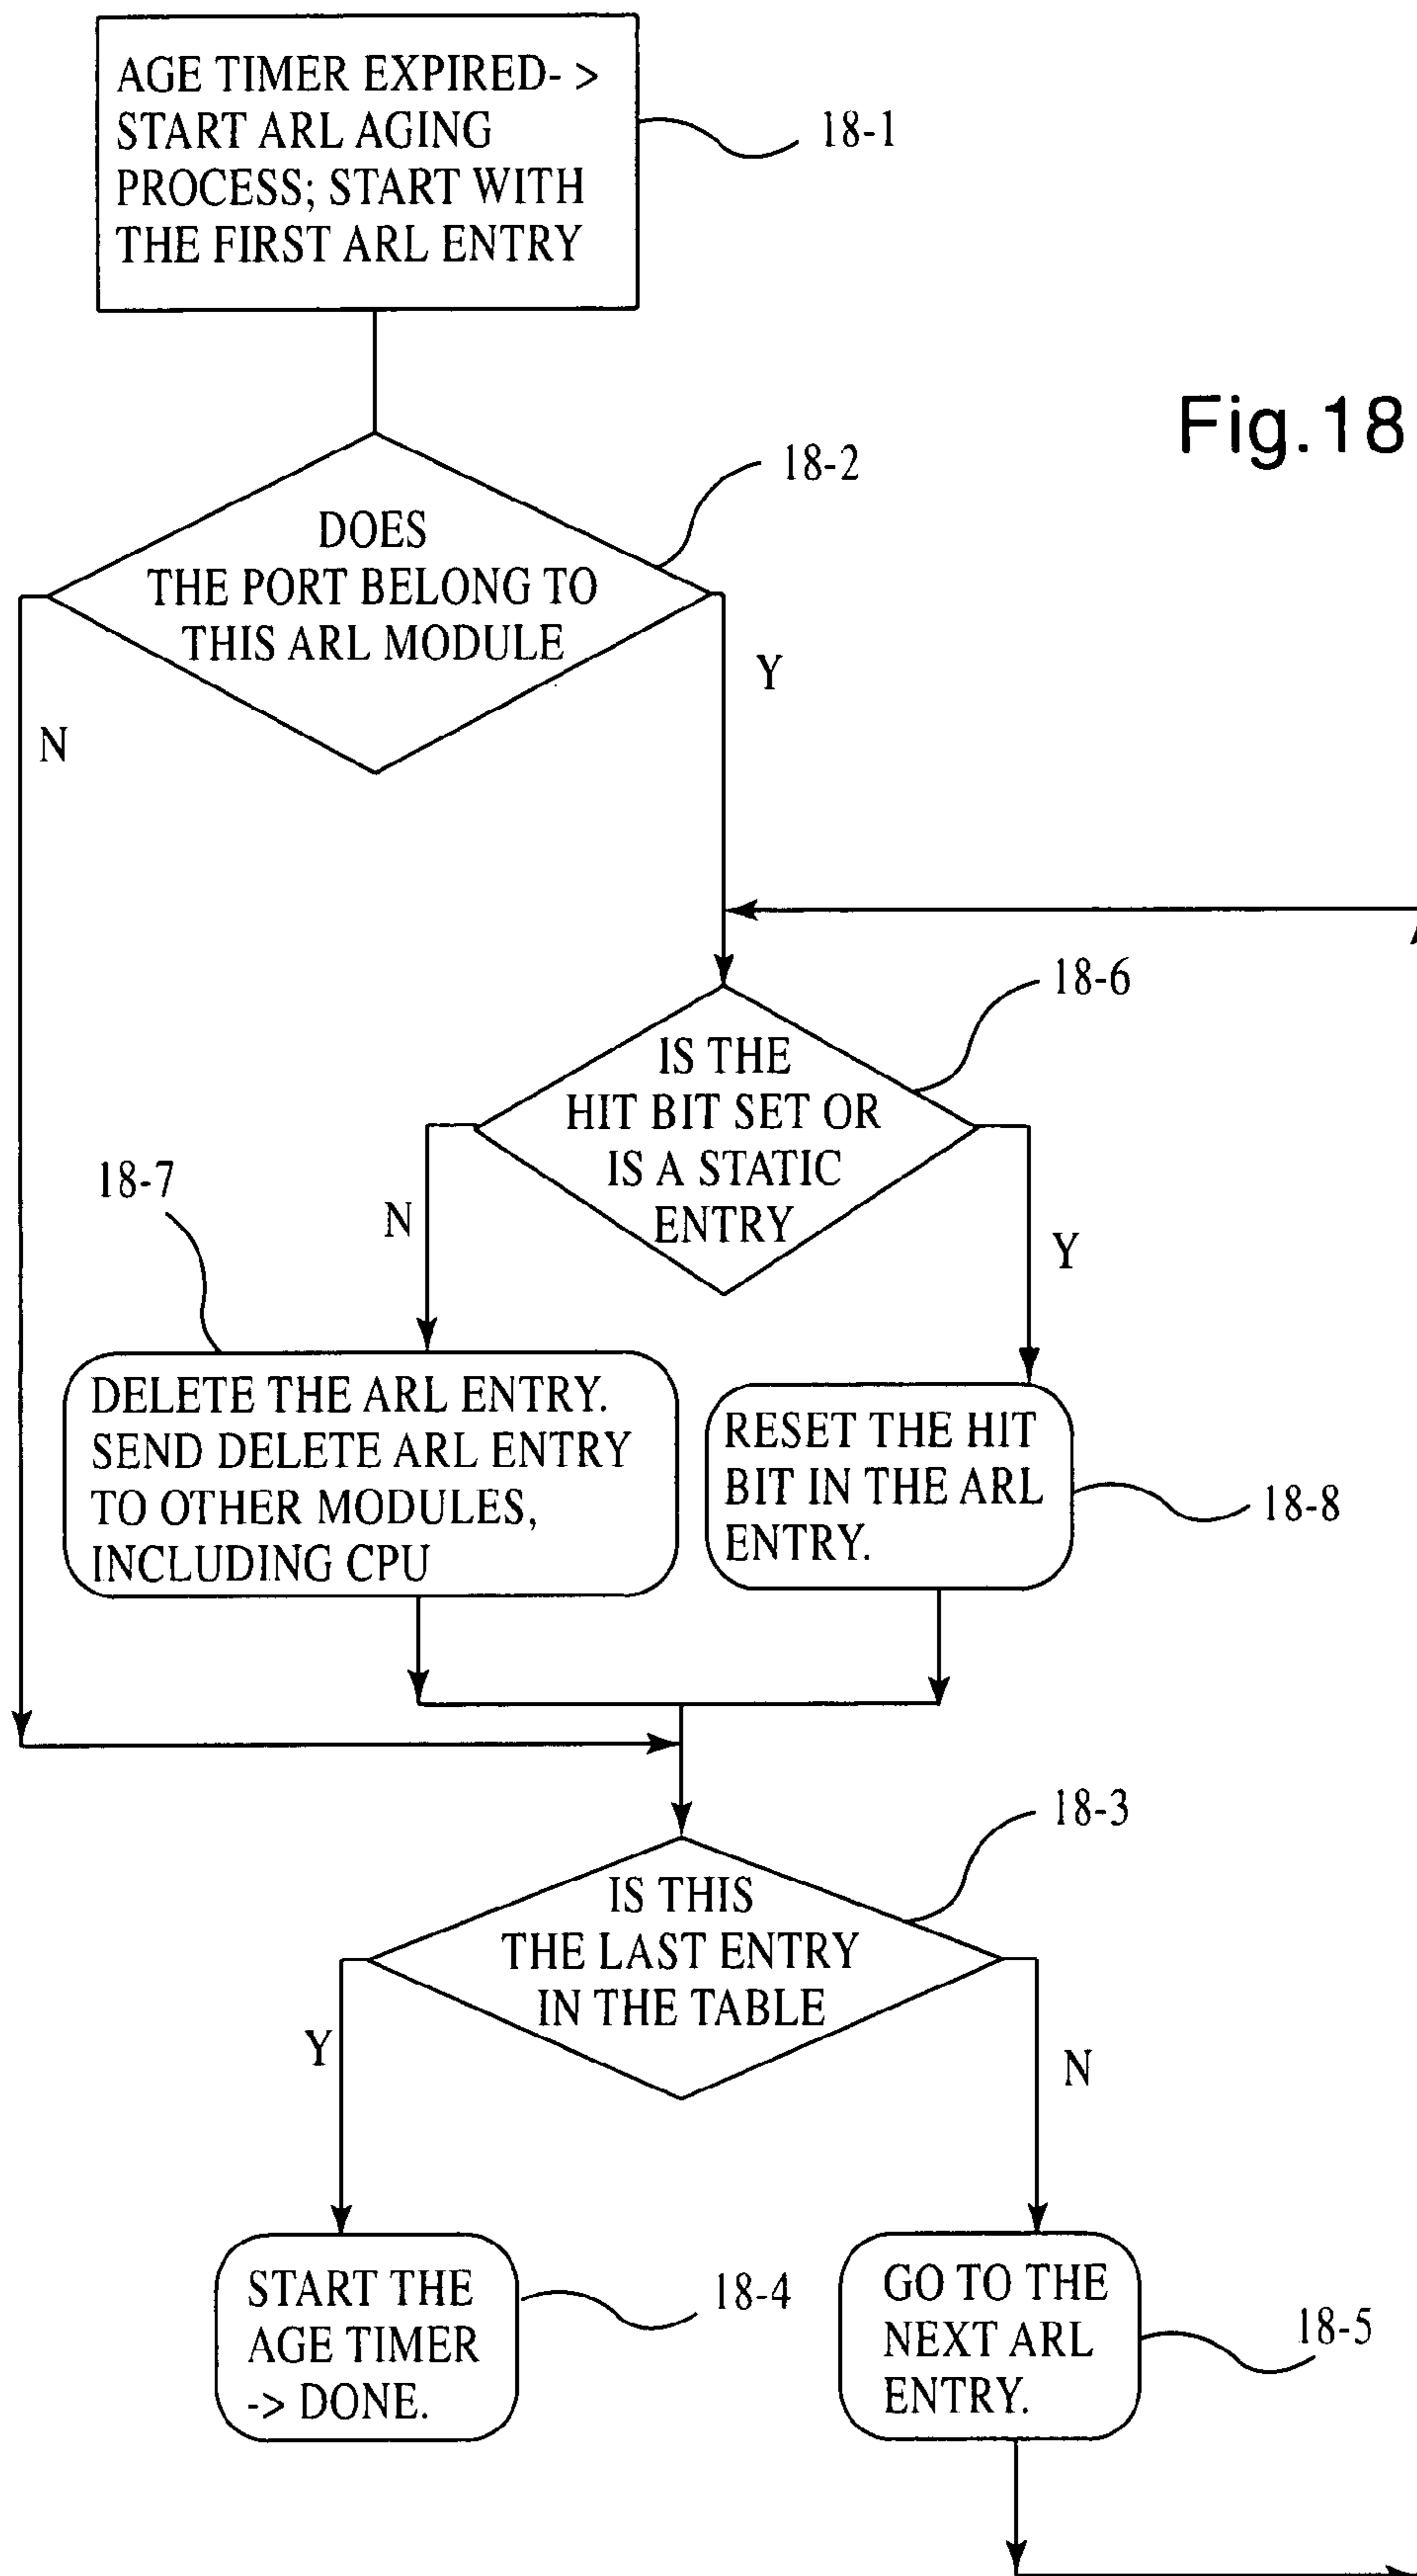 AGE TIMER EXPIRED- >
START ARL AGING
PROCESS; START WITH
THE FIRST ARL ENTRY
18-1
Fig.18
18-2
DOES
THE PORT BELONG TO
THIS ARL MODULE
Y
N
18-6
IS THE
HIT BIT SET OR
IS A STATIC
ENTRY
18-7
N
Y
DELETE THE ARL ENTRY.
SEND DELETE ARL ENTRY
TO OTHER MODULES,
INCLUDING CPU
RESET THE HIT
BIT IN THE ARL
ENTRY.
18-8
18-3
IS THIS
THE LAST ENTRY
IN THE TABLE
Y
N
START THE
AGE TIMER
-> DONE.
18-4
GO TO THE
NEXT ARL
ENTRY.
18-5